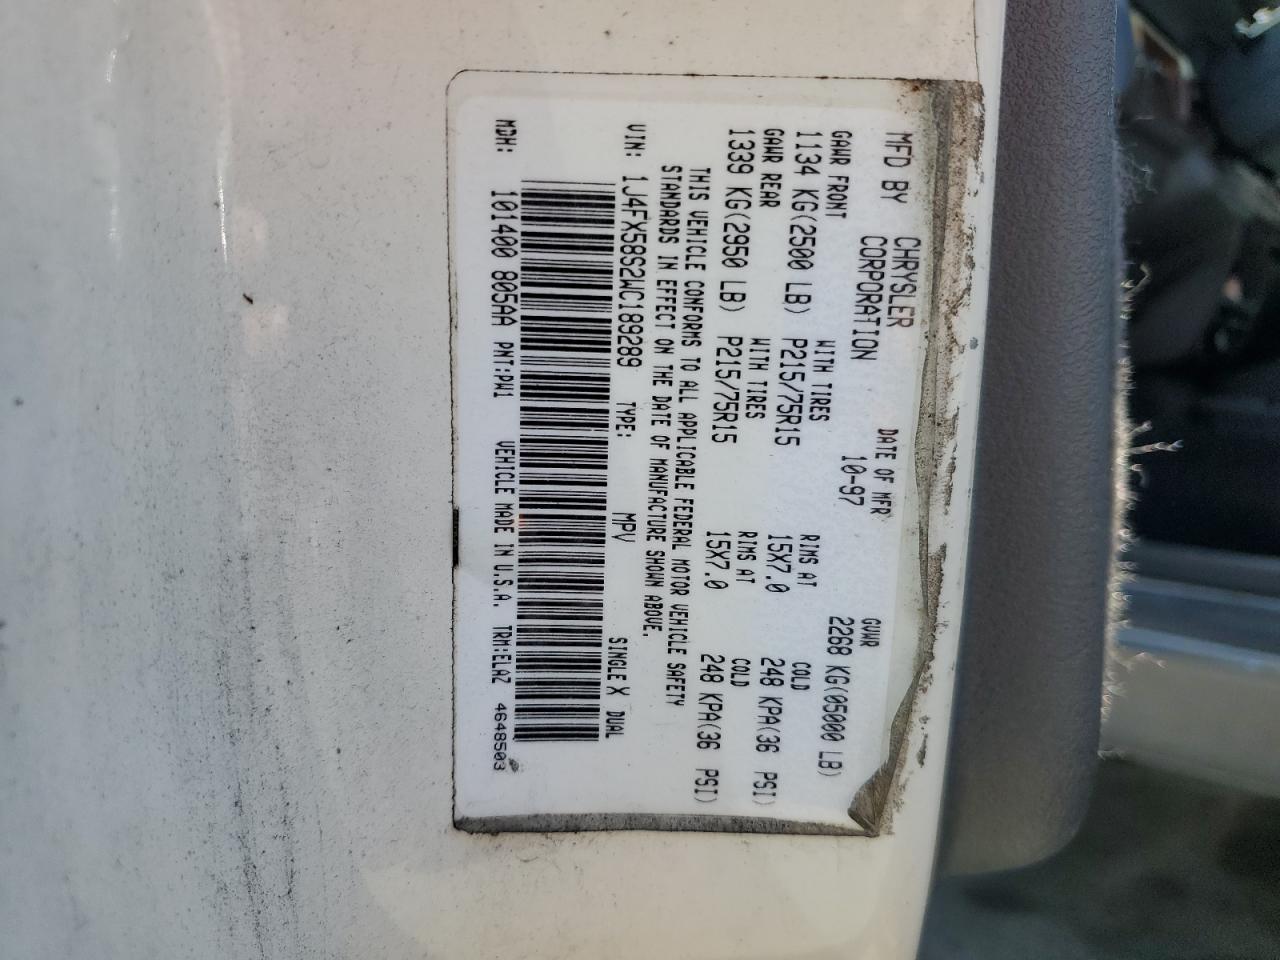 MFD BY CHRYSLER CORPORATION DATE OF MFR 10-97 GVWR 2268 KG(05000 LB)
GAWR FRONT WITH TIRES RIMS AT COLD
1134 KG(2500 LB) P215/75R15 15X7.0 248 KPA(36 PSI)
GAWR REAR WITH TIRES RIMS AT COLD
1339 KG(2950 LB) P215/75R15 15X7.0 248 KPA(36 PSI)
THIS VEHICLE CONFORMS TO ALL APPLICABLE FEDERAL MOTOR VEHICLE SAFETY
STANDARDS IN EFFECT ON THE DATE OF MANUFACTURE SHOWN ABOVE.
VIN: 1J4FX58S2WC189289 TYPE: MPV SINGLE X DUAL
MDH: 101400 805AA PNT:PW1 VEHICLE MADE IN U.S.A. TRM:ELAZ 4648503